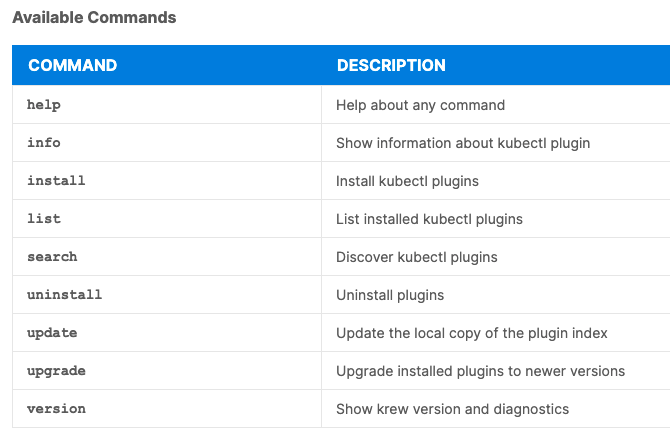 Available Commands
COMMAND DESCRIPTION
help Help about any command
info Show information about kubectl plugin
install Install kubectl plugins
list List installed kubectl plugins
search Discover kubectl plugins
uninstall Uninstall plugins
update Update the local copy of the plugin index
upgrade Upgrade installed plugins to newer versions
version Show krew version and diagnostics